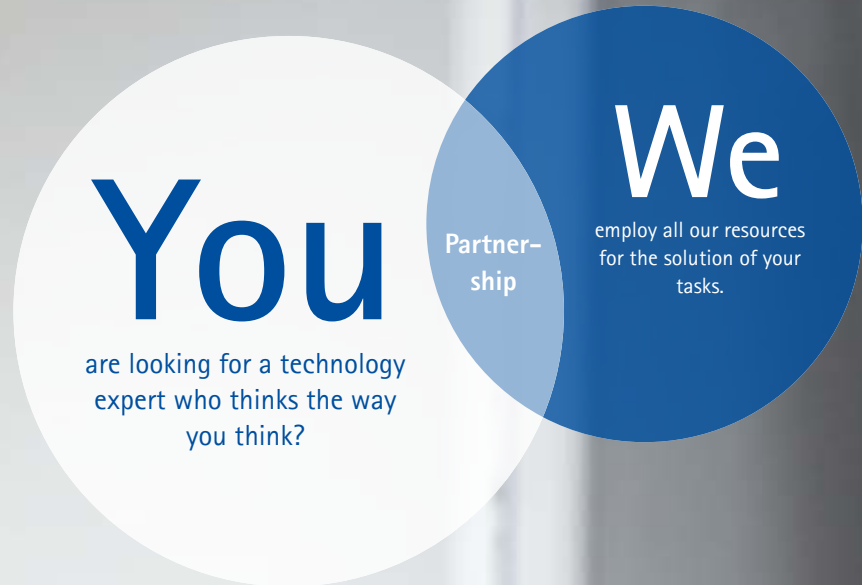 You
are looking for a technology
expert who thinks the way
you think?
Partner-
ship
We
employ all our resources
for the solution of your
tasks.